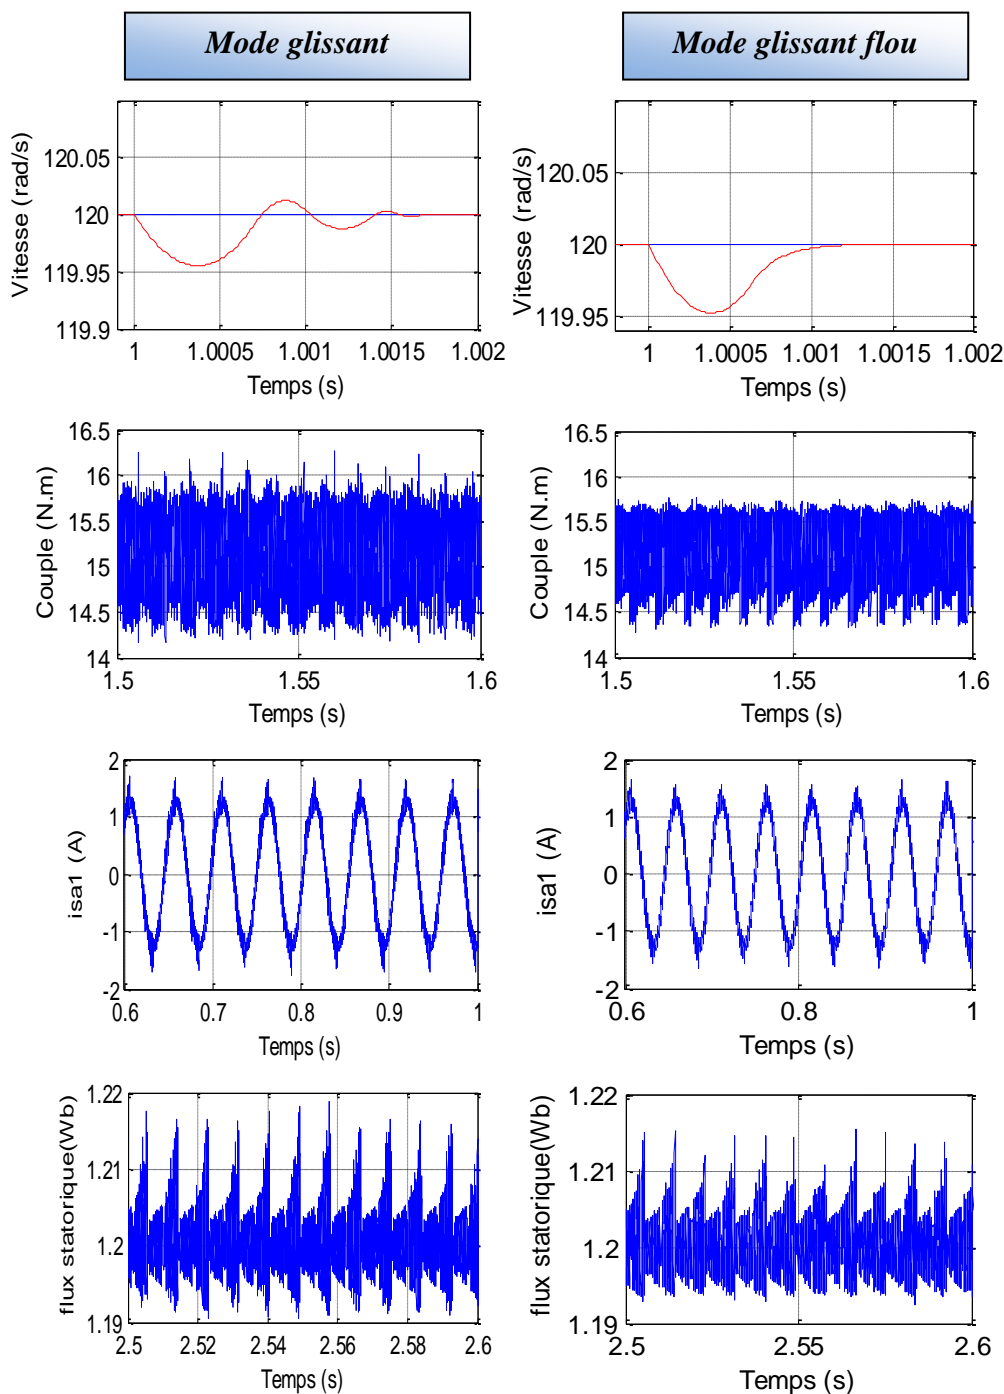 Mode glissant
Mode glissant flou
Vitesse (rad/s)
120.05
120
119.95
119.9
1 1.0005 1.001 1.0015 1.002
Temps (s)
Vitesse (rad/s)
120.05
120
119.95
1 1.0005 1.001 1.0015 1.002
Temps (s)
Couple (N.m)
16.5
16
15.5
15
14.5
14
1.5 1.55 1.6
Temps (s)
Couple (N.m)
16.5
16
15.5
15
14.5
14
1.5 1.55 1.6
Temps (s)
isa1 (A)
2
1
0
-1
-2
0.6 0.7 0.8 0.9 1
Temps (s)
isa1 (A)
2
1
0
-1
-2
0.6 0.8 1
Temps (s)
flux statorique(Wb)
1.22
1.21
1.2
1.19
2.5 2.52 2.54 2.56 2.58 2.6
Temps (s)
flux statorique(Wb)
1.22
1.21
1.2
1.19
2.5 2.55 2.6
Temps (s)